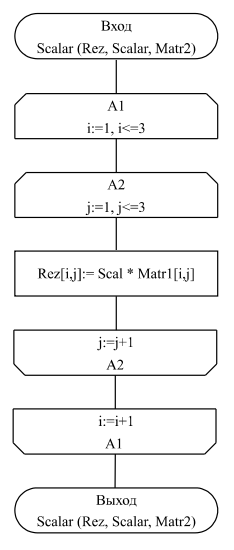 Вход
Scalar (Rez, Scalar, Matr2)
A1
i:=1, i<=3
A2
j:=1, j<=3
Rez[i,j]:= Scal * Matr1[i,j]
j:=j+1
A2
i:=i+1
A1
Выход
Scalar (Rez, Scalar, Matr2)